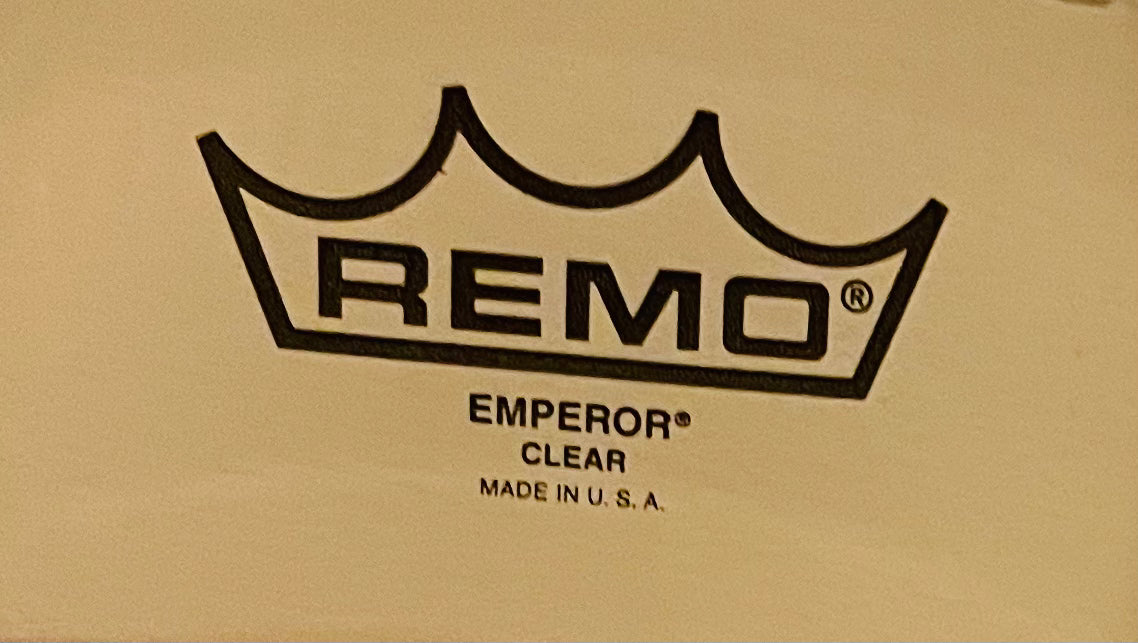 REMO®
EMPEROR®
CLEAR
MADE IN U. S. A.